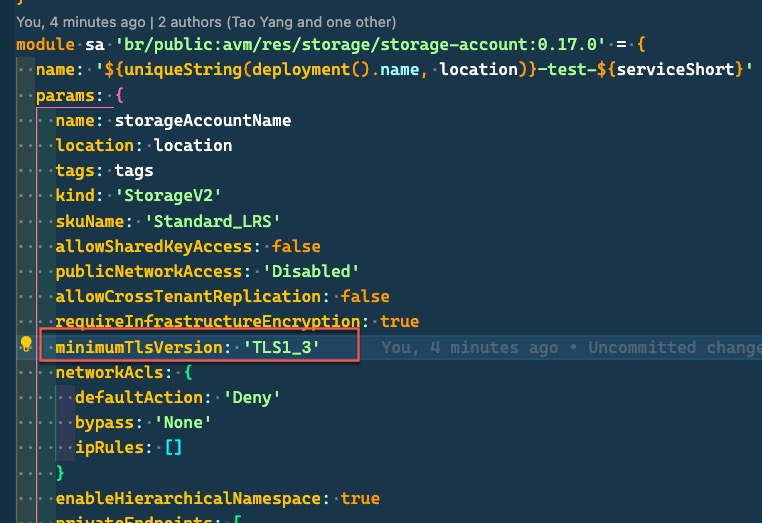 You, 4 minutes ago | 2 authors (Tao Yang and one other)
module sa 'br/public:avm/res/storage/storage-account:0.17.0' = {
name: '${uniqueString(deployment().name, location)}-test-${serviceShort}'
params: {
name: storageAccountName
location: location
tags: tags
kind: 'StorageV2'
skuName: 'Standard_LRS'
allowSharedKeyAccess: false
publicNetworkAccess: 'Disabled'
allowCrossTenantReplication: false
requireInfrastructureEncryption: true
minimumTlsVersion: 'TLS1_3' You, 4 minutes ago • Uncommitted change
networkAcls: {
defaultAction: 'Deny'
bypass: 'None'
ipRules: []
}
enableHierarchicalNamespace: true
privateEndpoints: [